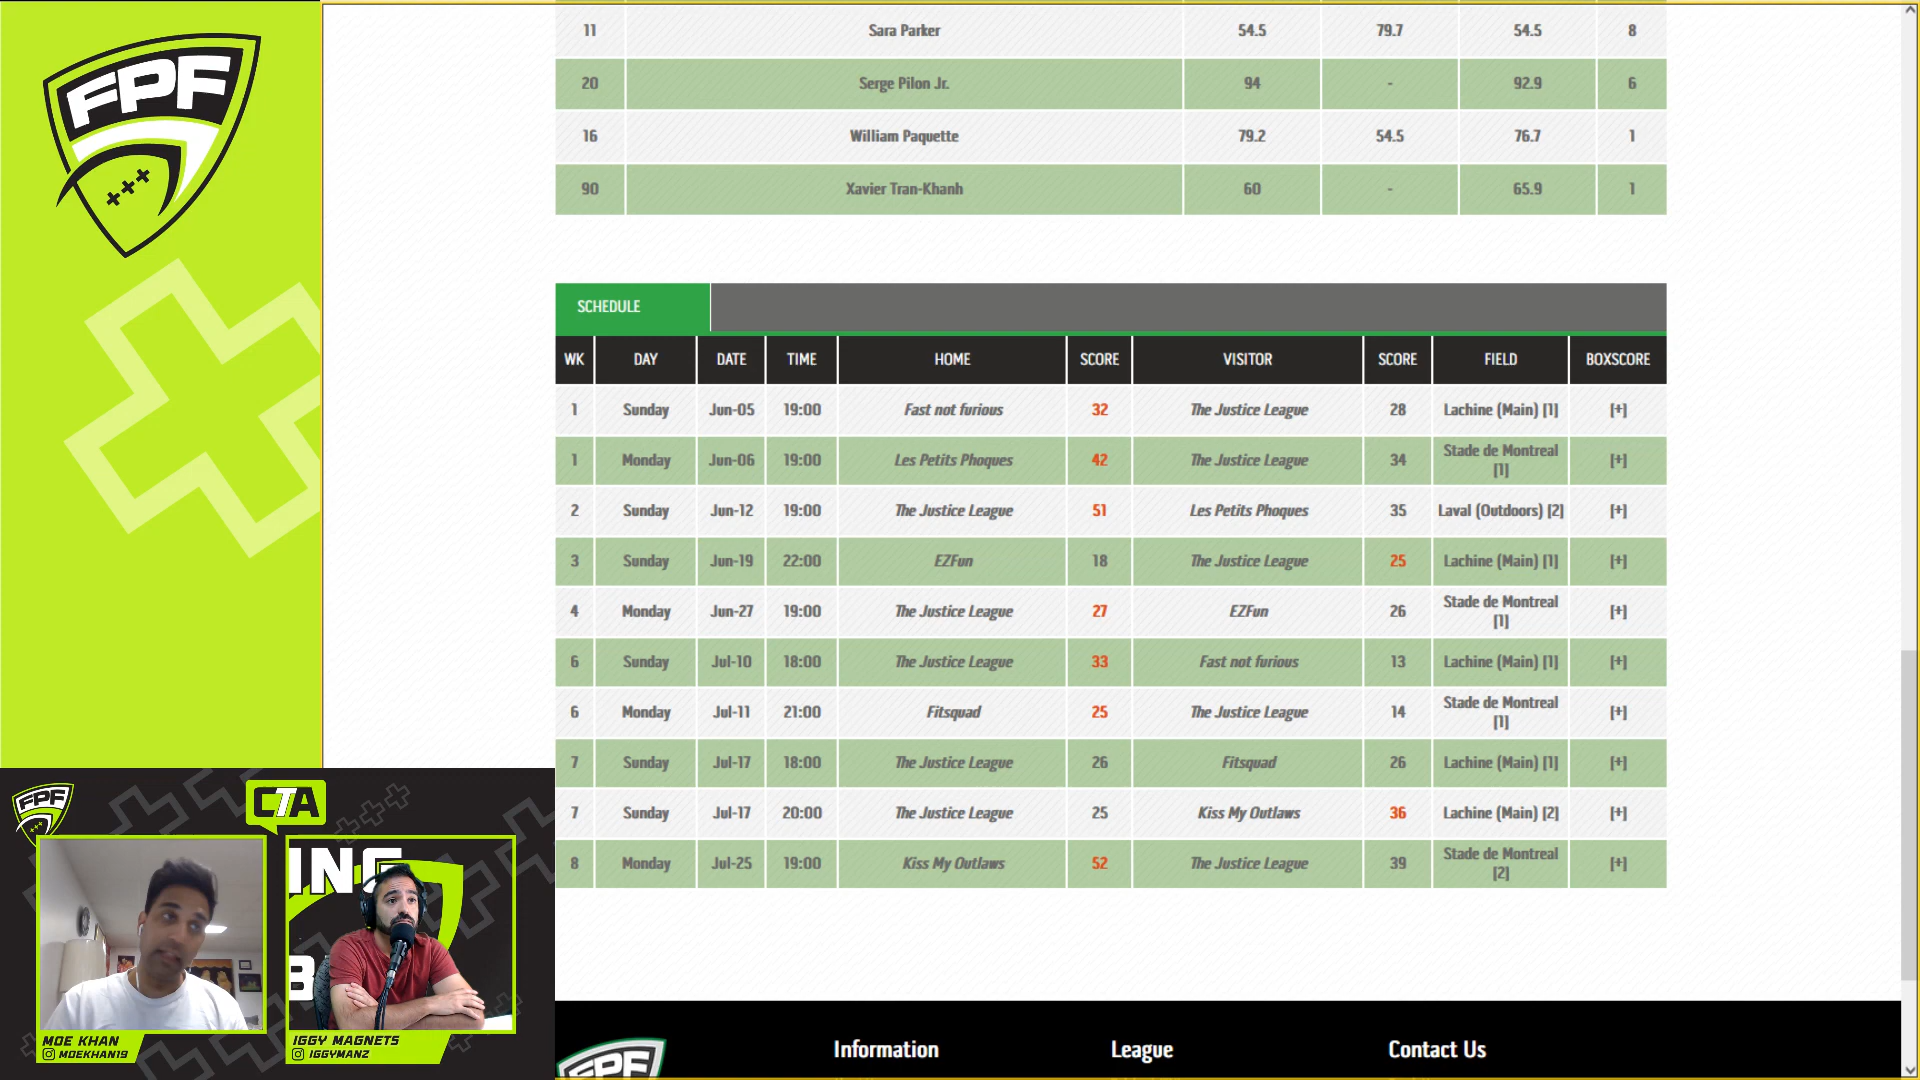 11 Sara Parker 54.5 79.7 54.5 8
20 Serge Pilon Jr. 94 - 92.9 6
16 William Paquette 79.2 54.5 76.7 1
90 Xavier Tran-Khanh 60 - 65.9 1
SCHEDULE
WK DAY DATE TIME HOME SCORE VISITOR SCORE FIELD BOXSCORE
1 Sunday Jun-05 19:00 Fast not furious 32 The Justice League 28 Lachine (Main) [1] [+]
1 Monday Jun-06 19:00 Les Petits Phoques 42 The Justice League 34 Stade de Montreal [1] [+]
2 Sunday Jun-12 19:00 The Justice League 51 Les Petits Phoques 35 Laval (Outdoors) [2] [+]
3 Sunday Jun-19 22:00 EZFun 18 The Justice League 25 Lachine (Main) [1] [+]
4 Monday Jun-27 19:00 The Justice League 27 EZFun 26 Stade de Montreal [1] [+]
6 Sunday Jul-10 18:00 The Justice League 33 Fast not furious 13 Lachine (Main) [1] [+]
6 Monday Jul-11 21:00 Fitsquad 25 The Justice League 14 Stade de Montreal [1] [+]
7 Sunday Jul-17 18:00 The Justice League 26 Fitsquad 26 Lachine (Main) [1] [+]
7 Sunday Jul-17 20:00 The Justice League 25 Kiss My Outlaws 36 Lachine (Main) [2] [+]
8 Monday Jul-25 19:00 Kiss My Outlaws 52 The Justice League 39 Stade de Montreal [2] [+]
Information League Contact Us
FPF
FPF
FPF
CTA
ING
B
MOE KHAN
MOEKHAN19
IGGY MAGNETS
IGGYMANZ